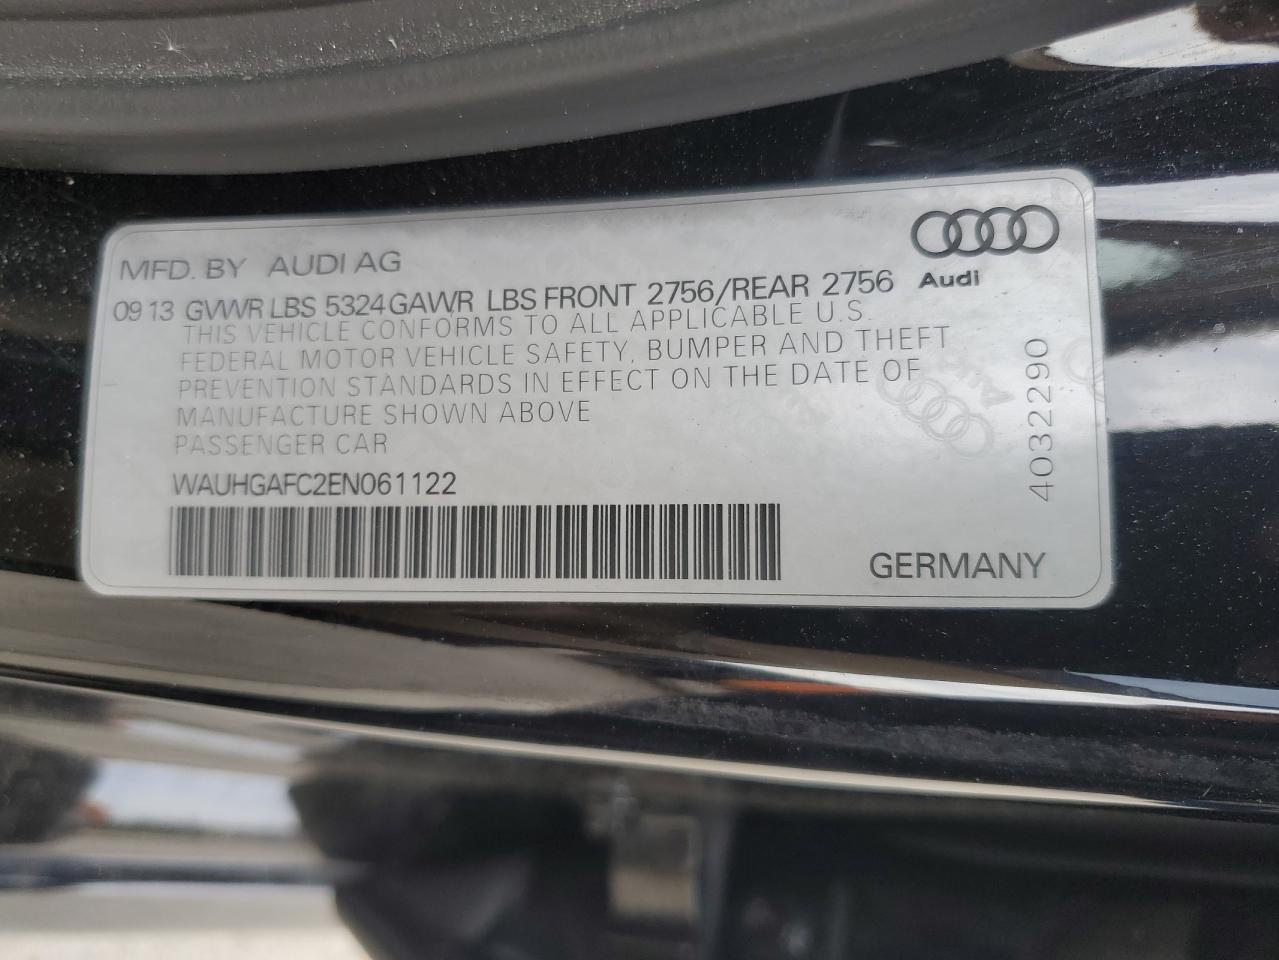 MFD. BY AUDI AG
Audi
09 13 GVWR LBS 5324 GAWR LBS FRONT 2756/REAR 2756
THIS VEHICLE CONFORMS TO ALL APPLICABLE U.S.
FEDERAL MOTOR VEHICLE SAFETY, BUMPER AND THEFT
PREVENTION STANDARDS IN EFFECT ON THE DATE OF
MANUFACTURE SHOWN ABOVE
PASSENGER CAR
WAUHGAFC2EN061122
4032290
GERMANY